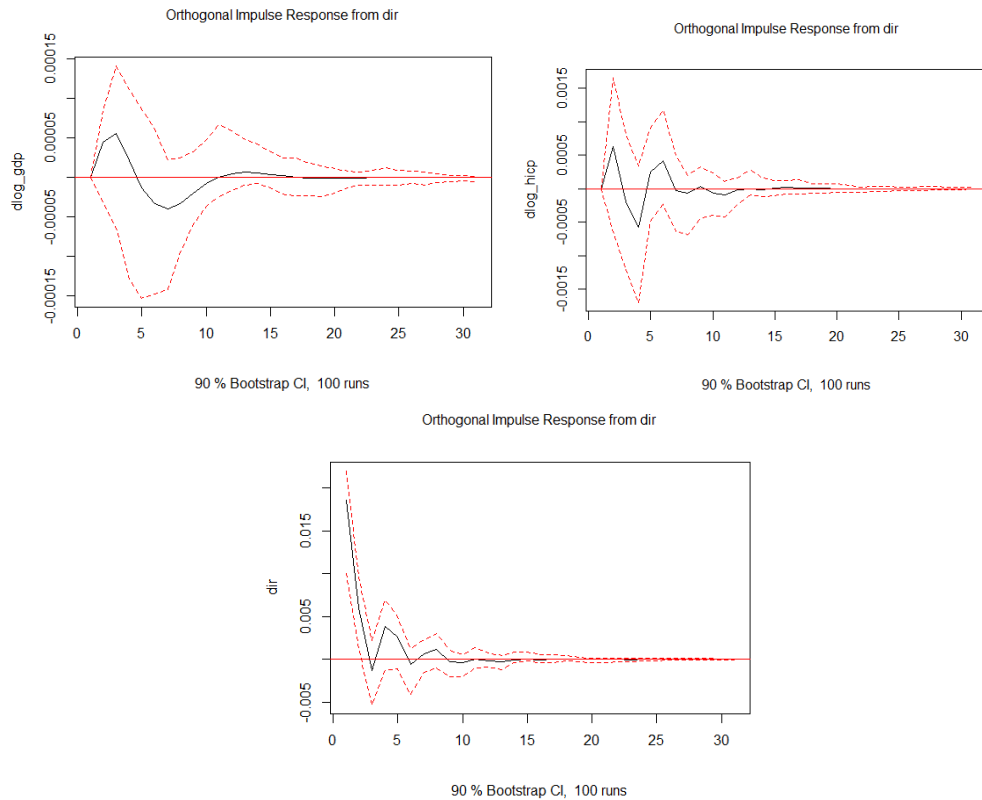 Orthogonal Impulse Response from dir
dlog_gdp
0.00015
0.00005
-0.00005
-0.00015
0 5 10 15 20 25 30
90 % Bootstrap CI, 100 runs
Orthogonal Impulse Response from dir
dlog_hicp
0.0015
0.0005
-0.0005
-0.0015
0 5 10 15 20 25 30
90 % Bootstrap CI, 100 runs
Orthogonal Impulse Response from dir
dir
0.015
0.005
-0.005
0 5 10 15 20 25 30
90 % Bootstrap CI, 100 runs